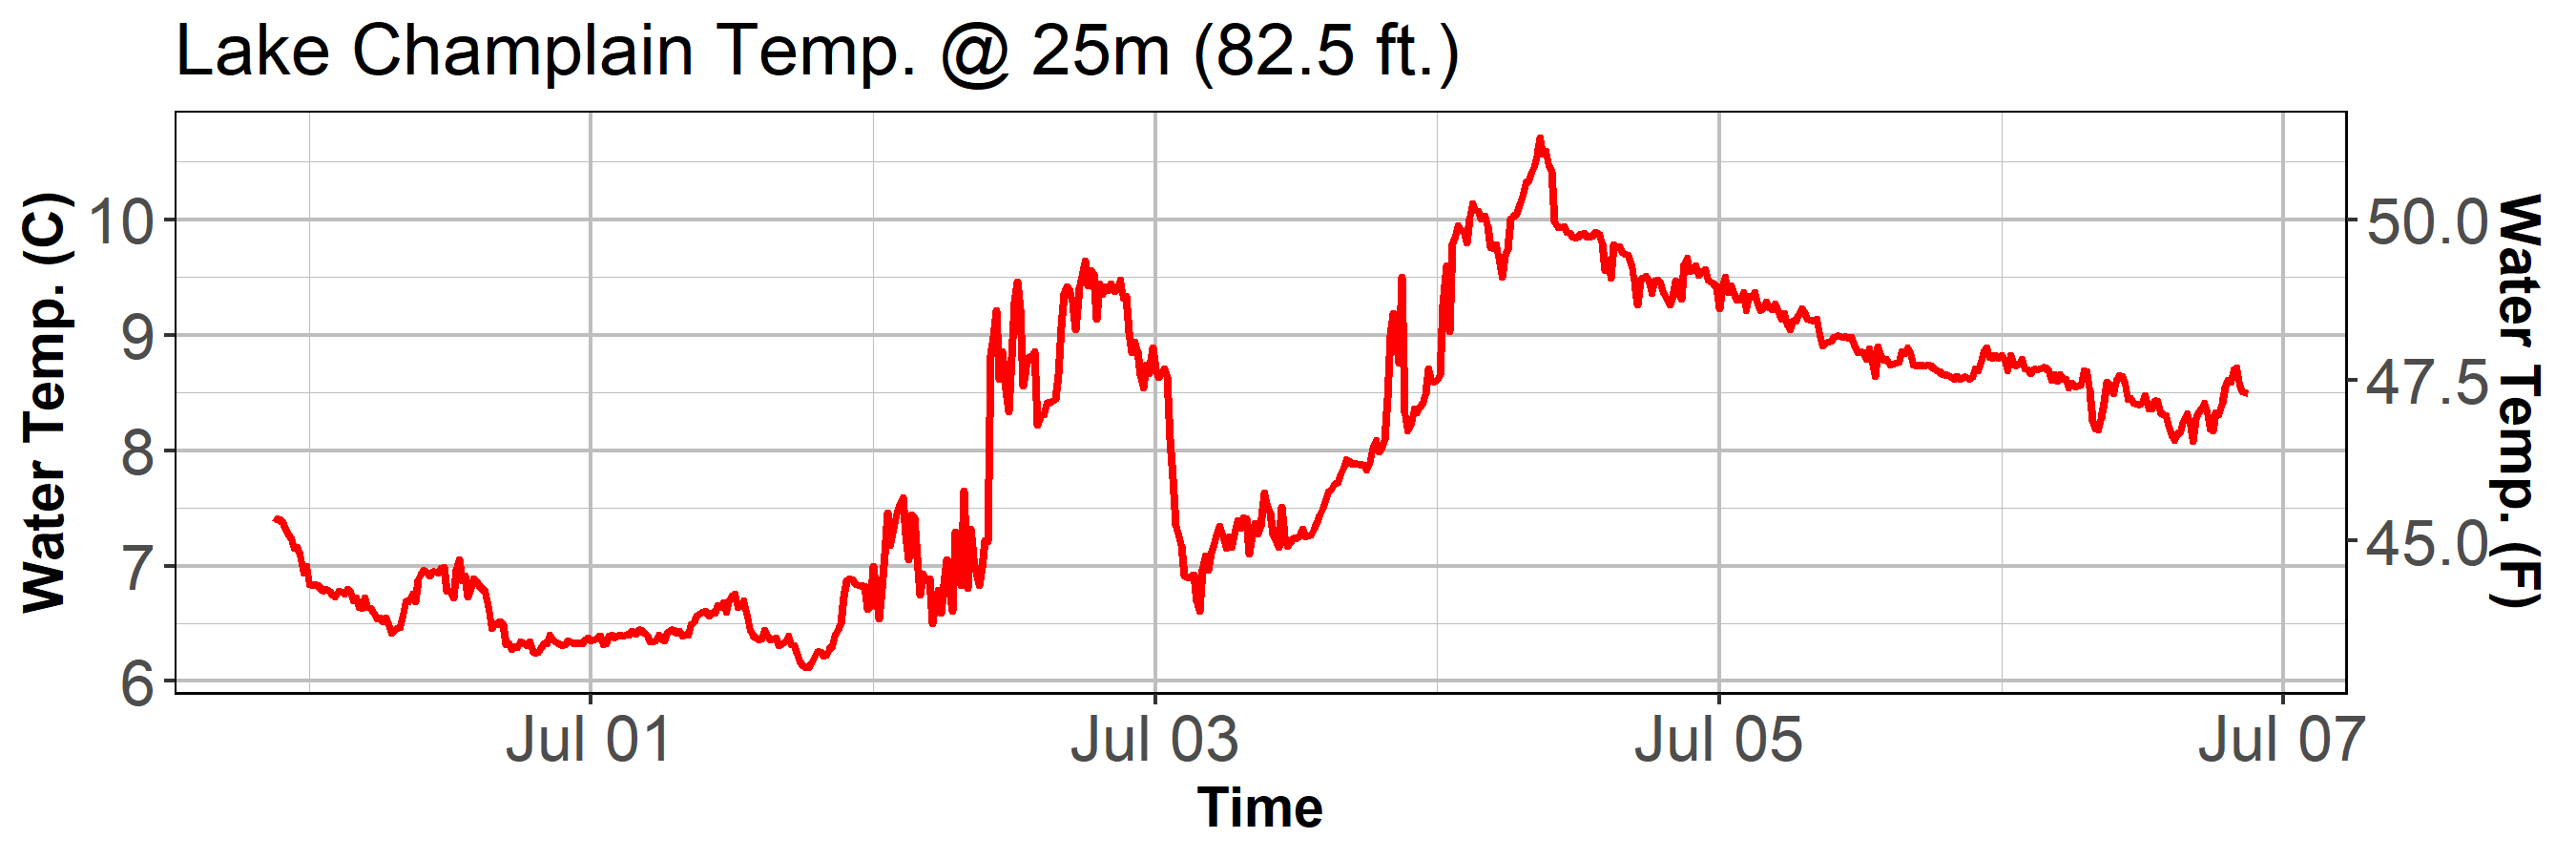 Lake Champlain Temp. @ 25m (82.5 ft.)
Water Temp. (C)
10
9
8
7
6
50.0
47.5
45.0
Water Temp. (F)
Jul 01 Jul 03 Jul 05 Jul 07
Time